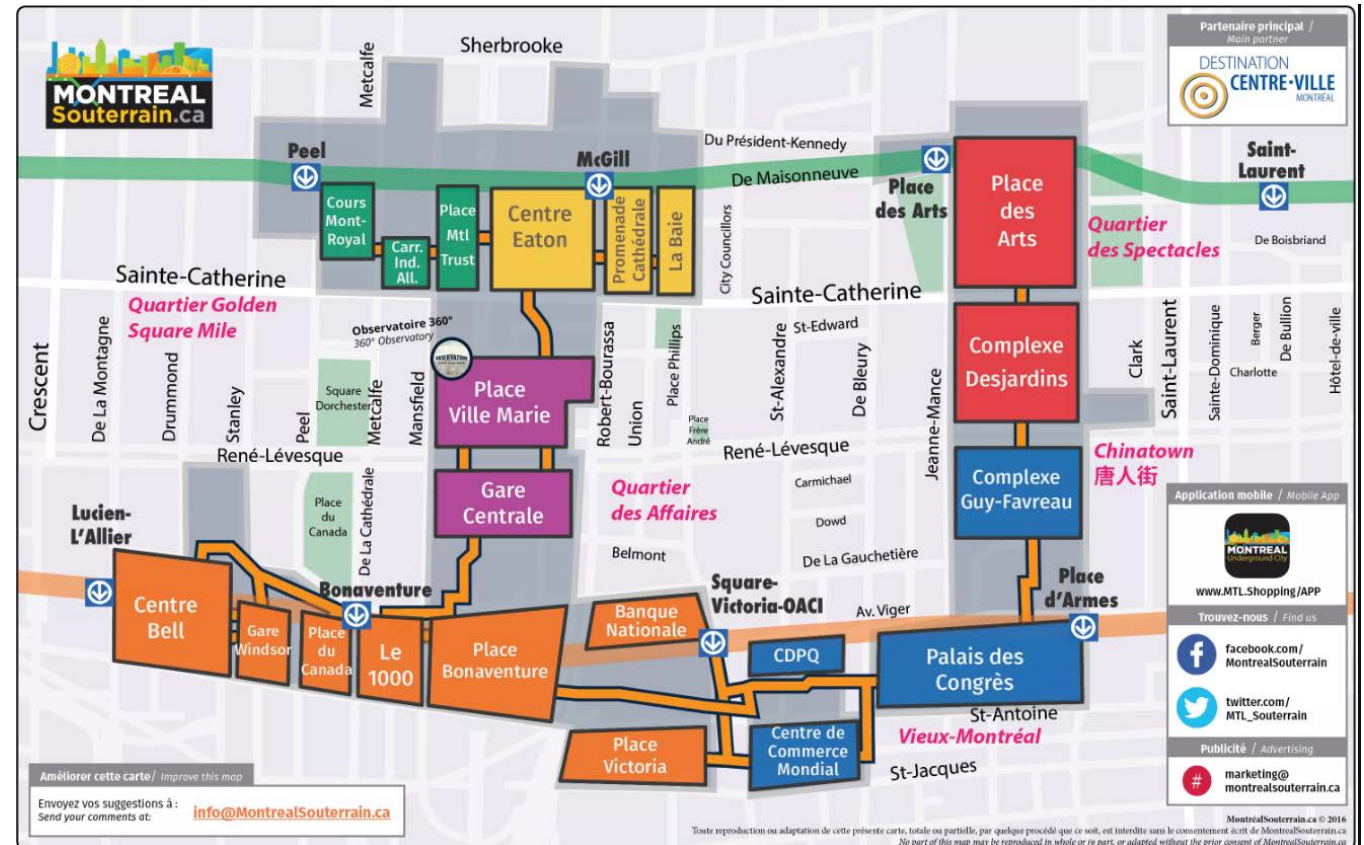 MONTREAL
Souterrain.ca
Sherbrooke
Metcalfe
Partenaire principal /
Main partner
DESTINATION
CENTRE-VILLE
MONTRÉAL
Peel
McGill
Du Président-Kennedy
De Maisonneuve
Place
des Arts
Saint-
Laurent
Cours
Mont-
Royal
Carr.
Ind.
All.
Place
Mtl
Trust
Centre
Eaton
Promenade
Cathédrale
La Baie
City Councillors
Place
des
Arts
Quartier
des Spectacles
De Boisbriand
Sainte-Catherine
Sainte-Catherine
Quartier Golden
Square Mile
Observatoire 360°
360° Observatory
Crescent
De La Montagne
Drummond
Stanley
Peel
Square
Dorchester
Metcalfe
Mansfield
Place
Ville Marie
Robert-Bourassa
Union
Place Phillips
Place
Frère
André
St-Alexandre
St-Edward
De Bleury
Jeanne-Mance
Complexe
Desjardins
Clark
Saint-Laurent
Sainte-Dominique
Berger
De Bullion
Charlotte
Hôtel-de-ville
René-Lévesque
René-Lévesque
Chinatown
唐人街
Place
du
Canada
De La Cathédrale
Gare
Centrale
Quartier
des Affaires
Carmichael
Dowd
De La Gauchetière
Belmont
Complexe
Guy-Favreau
Lucien-
L'Allier
Bonaventure
Square-
Victoria-OACI
Av. Viger
Place
d'Armes
Centre
Bell
Gare
Windsor
Place
du
Canada
Le
1000
Place
Bonaventure
Banque
Nationale
CDPQ
Palais des
Congrès
St-Antoine
Vieux-Montréal
Place
Victoria
Centre de
Commerce
Mondial
St-Jacques
Application mobile / Mobile App
MONTREAL
Underground City
www.MTL.Shopping/APP
Trouvez-nous / Find us
facebook.com/
MontrealSouterrain
twitter.com/
MTL_Souterrain
Publicité / Advertising
#
marketing@
montrealsouterrain.ca
Améliorer cette carte/ Improve this map
Envoyez vos suggestions à :
Send your comments at:
info@MontrealSouterrain.ca
MontréalSouterrain.ca © 2016
Toute reproduction ou adaptation de cette présente carte, totale ou partielle, par quelque procédé que ce soit, est interdite sans le consentement écrit de MontrealSouterrain.ca
No part of this map may be reproduced in whole or in part, or adapted without the prior consent of MontrealSouterrain.ca